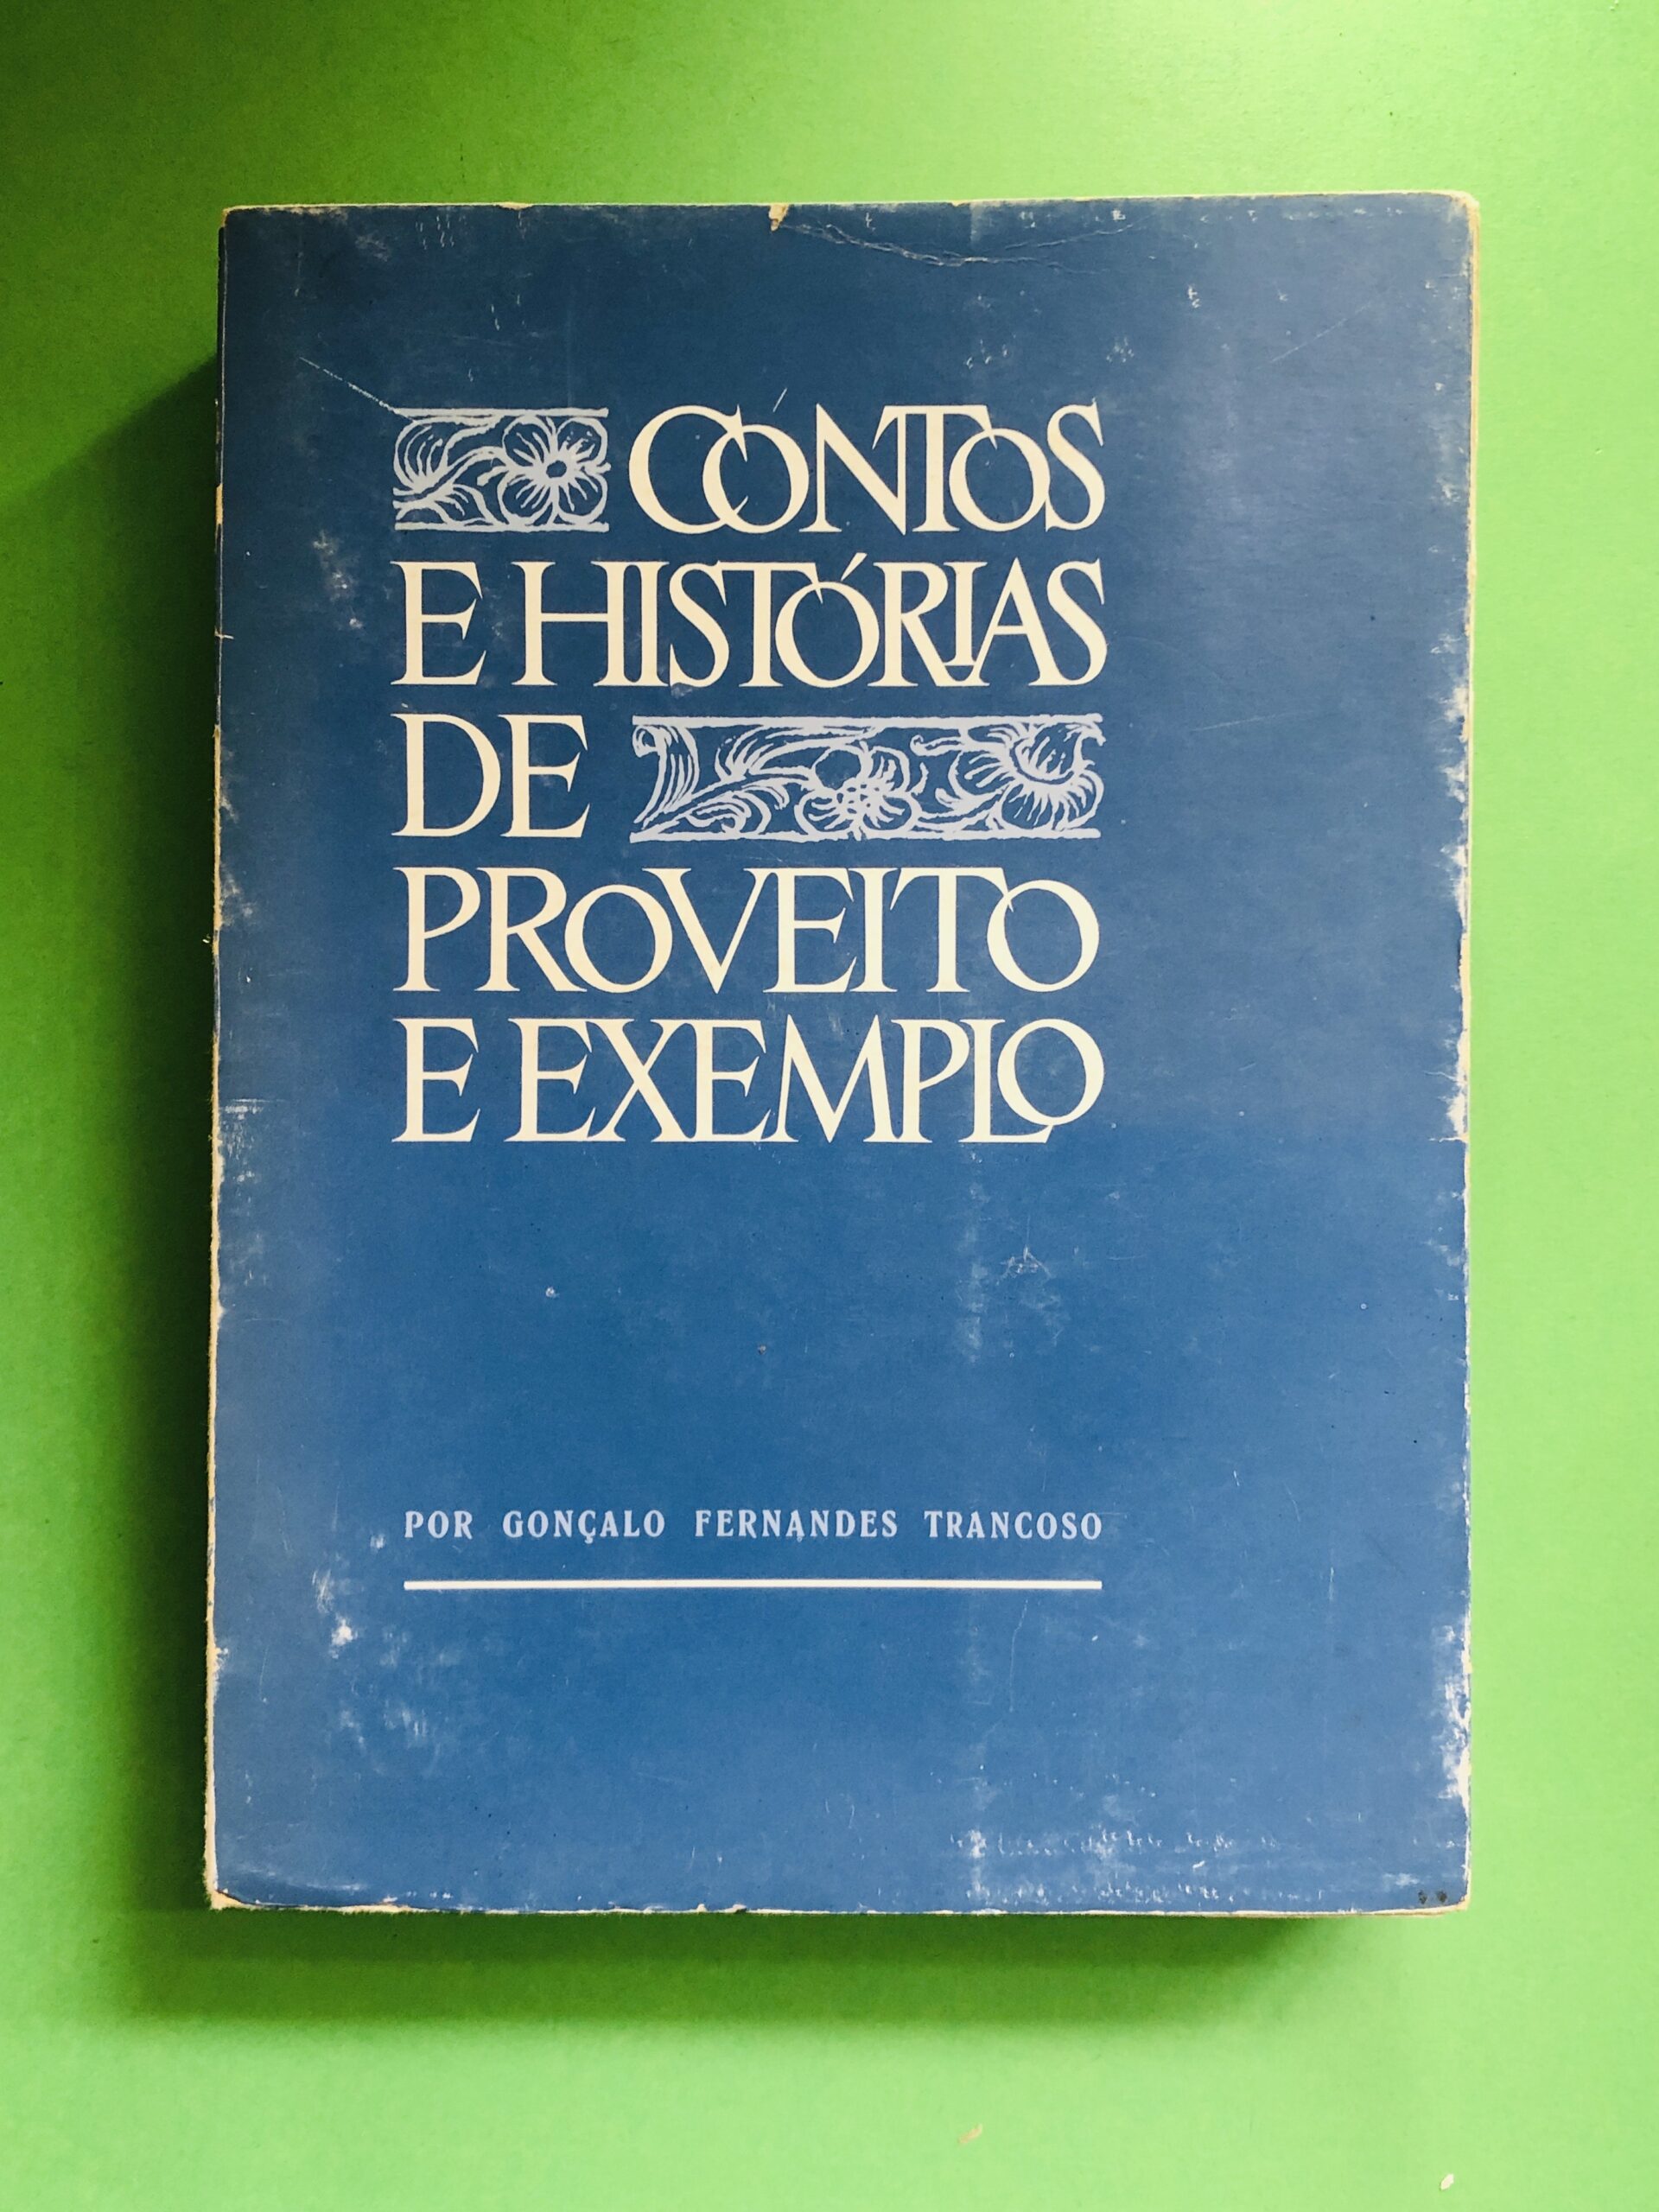 CONTOS
E HISTÓRIAS
DE
PROVEITO
E EXEMPLO
POR GONÇALO FERNANDES TRANCOSO